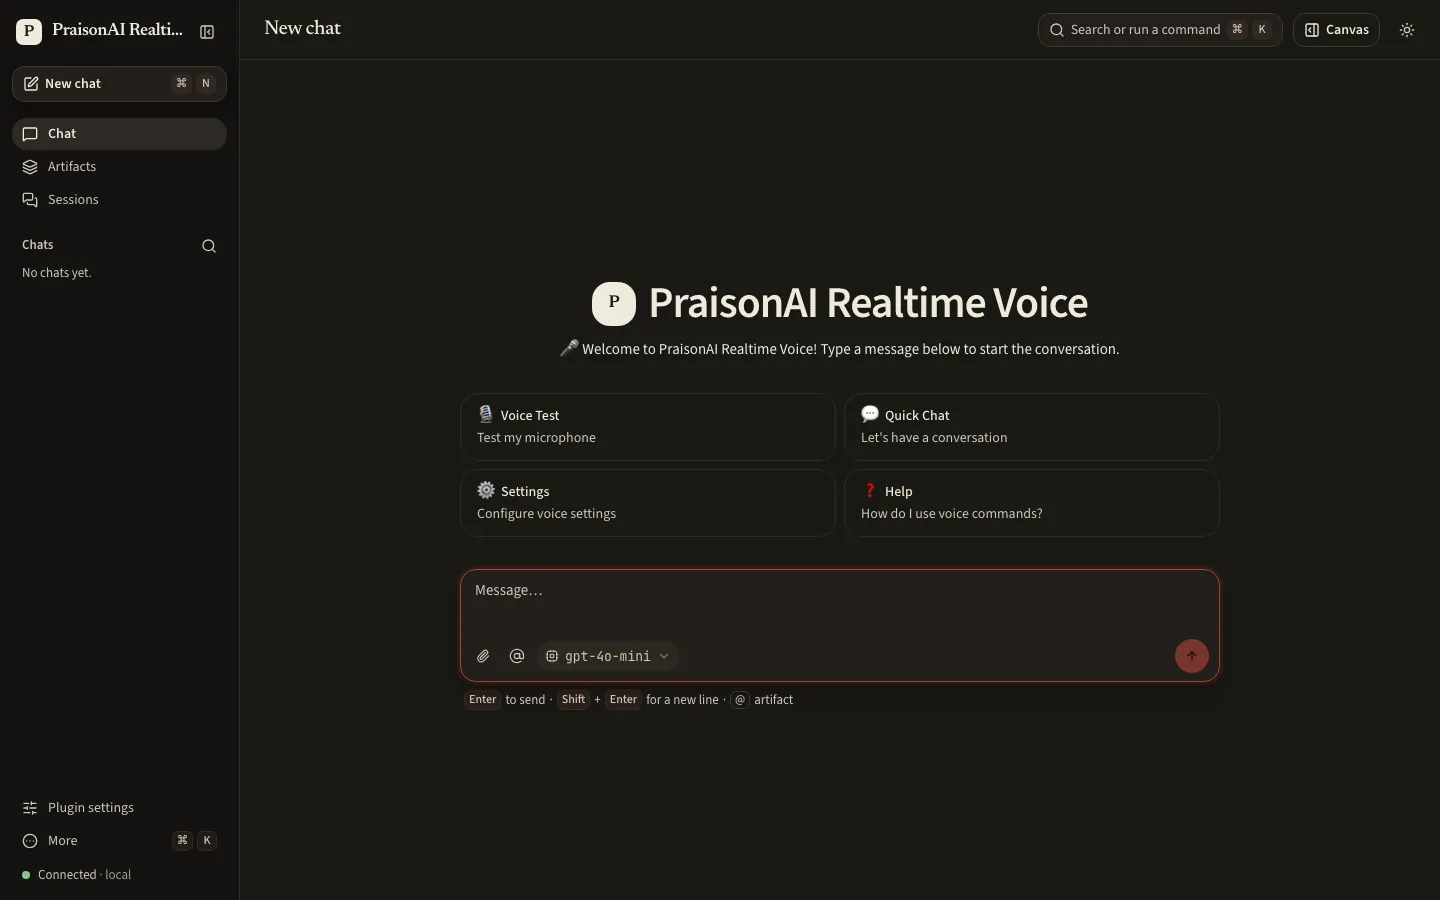 P PraisonAI Realti...
New chat ⌘ N
Chat
Artifacts
Sessions
Chats
No chats yet.
Plugin settings
More ⌘ K
Connected · local
New chat
Search or run a command ⌘ K
Canvas
P PraisonAI Realtime Voice
🎤 Welcome to PraisonAI Realtime Voice! Type a message below to start the conversation.
🎙️ Voice Test
Test my microphone
💬 Quick Chat
Let's have a conversation
⚙️ Settings
Configure voice settings
❓ Help
How do I use voice commands?
Message...
@ gpt-4o-mini
Enter to send · Shift + Enter for a new line · @ artifact